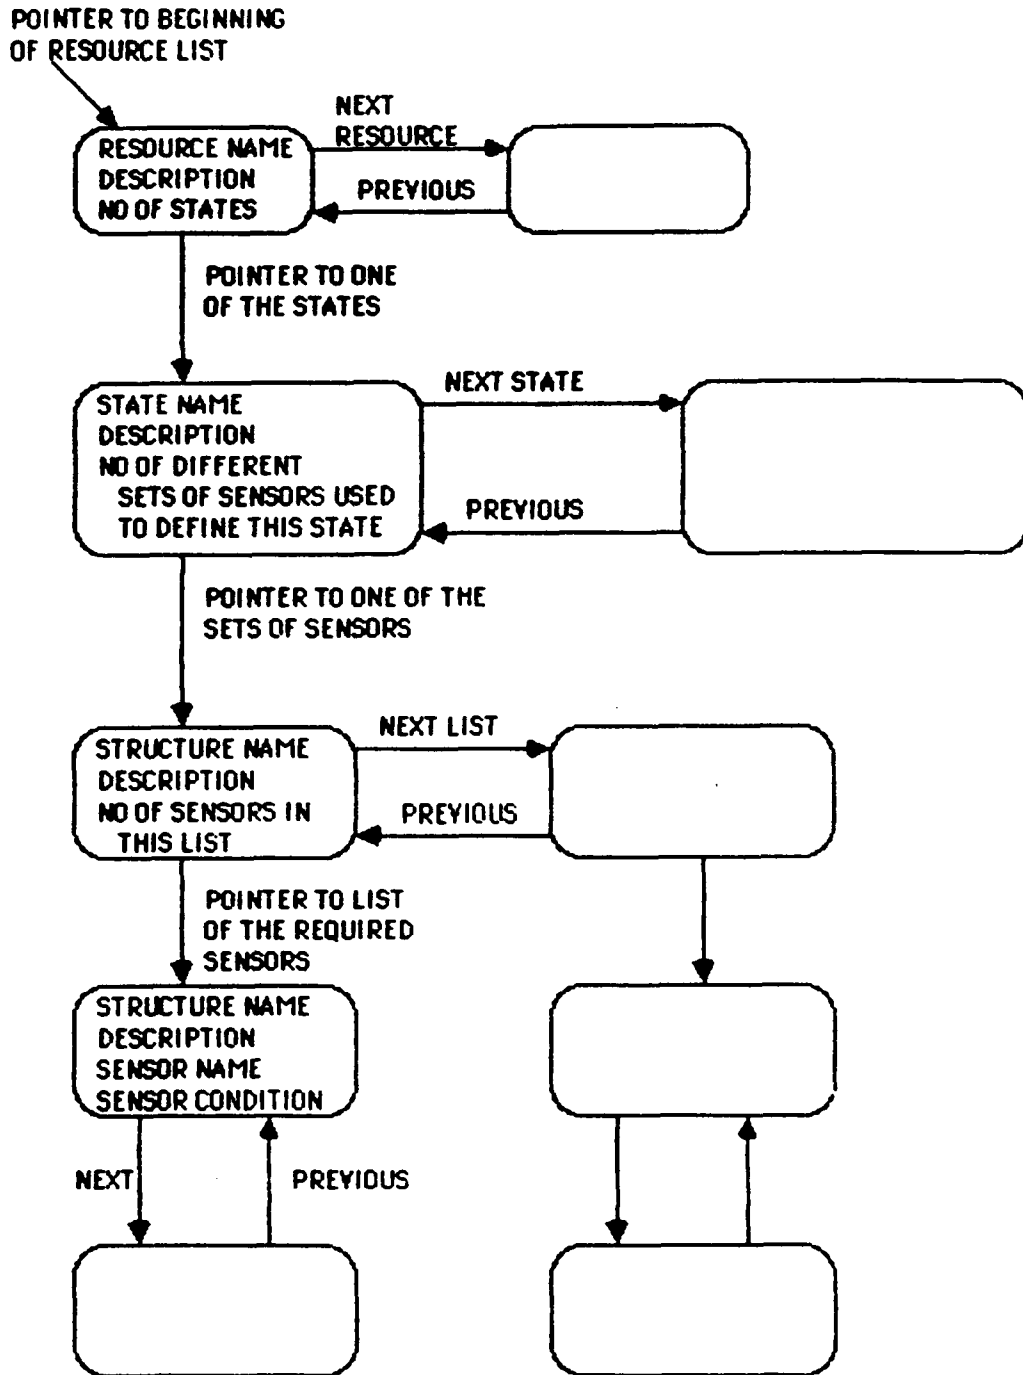 POINTER TO BEGINNING
OF RESOURCE LIST
NEXT
RESOURCE
RESOURCE NAME
DESCRIPTION
NO OF STATES
PREVIOUS
POINTER TO ONE
OF THE STATES
NEXT STATE
STATE NAME
DESCRIPTION
NO OF DIFFERENT
SETS OF SENSORS USED
TO DEFINE THIS STATE
PREVIOUS
POINTER TO ONE OF THE
SETS OF SENSORS
NEXT LIST
STRUCTURE NAME
DESCRIPTION
NO OF SENSORS IN
THIS LIST
PREVIOUS
POINTER TO LIST
OF THE REQUIRED
SENSORS
STRUCTURE NAME
DESCRIPTION
SENSOR NAME
SENSOR CONDITION
NEXT
PREVIOUS